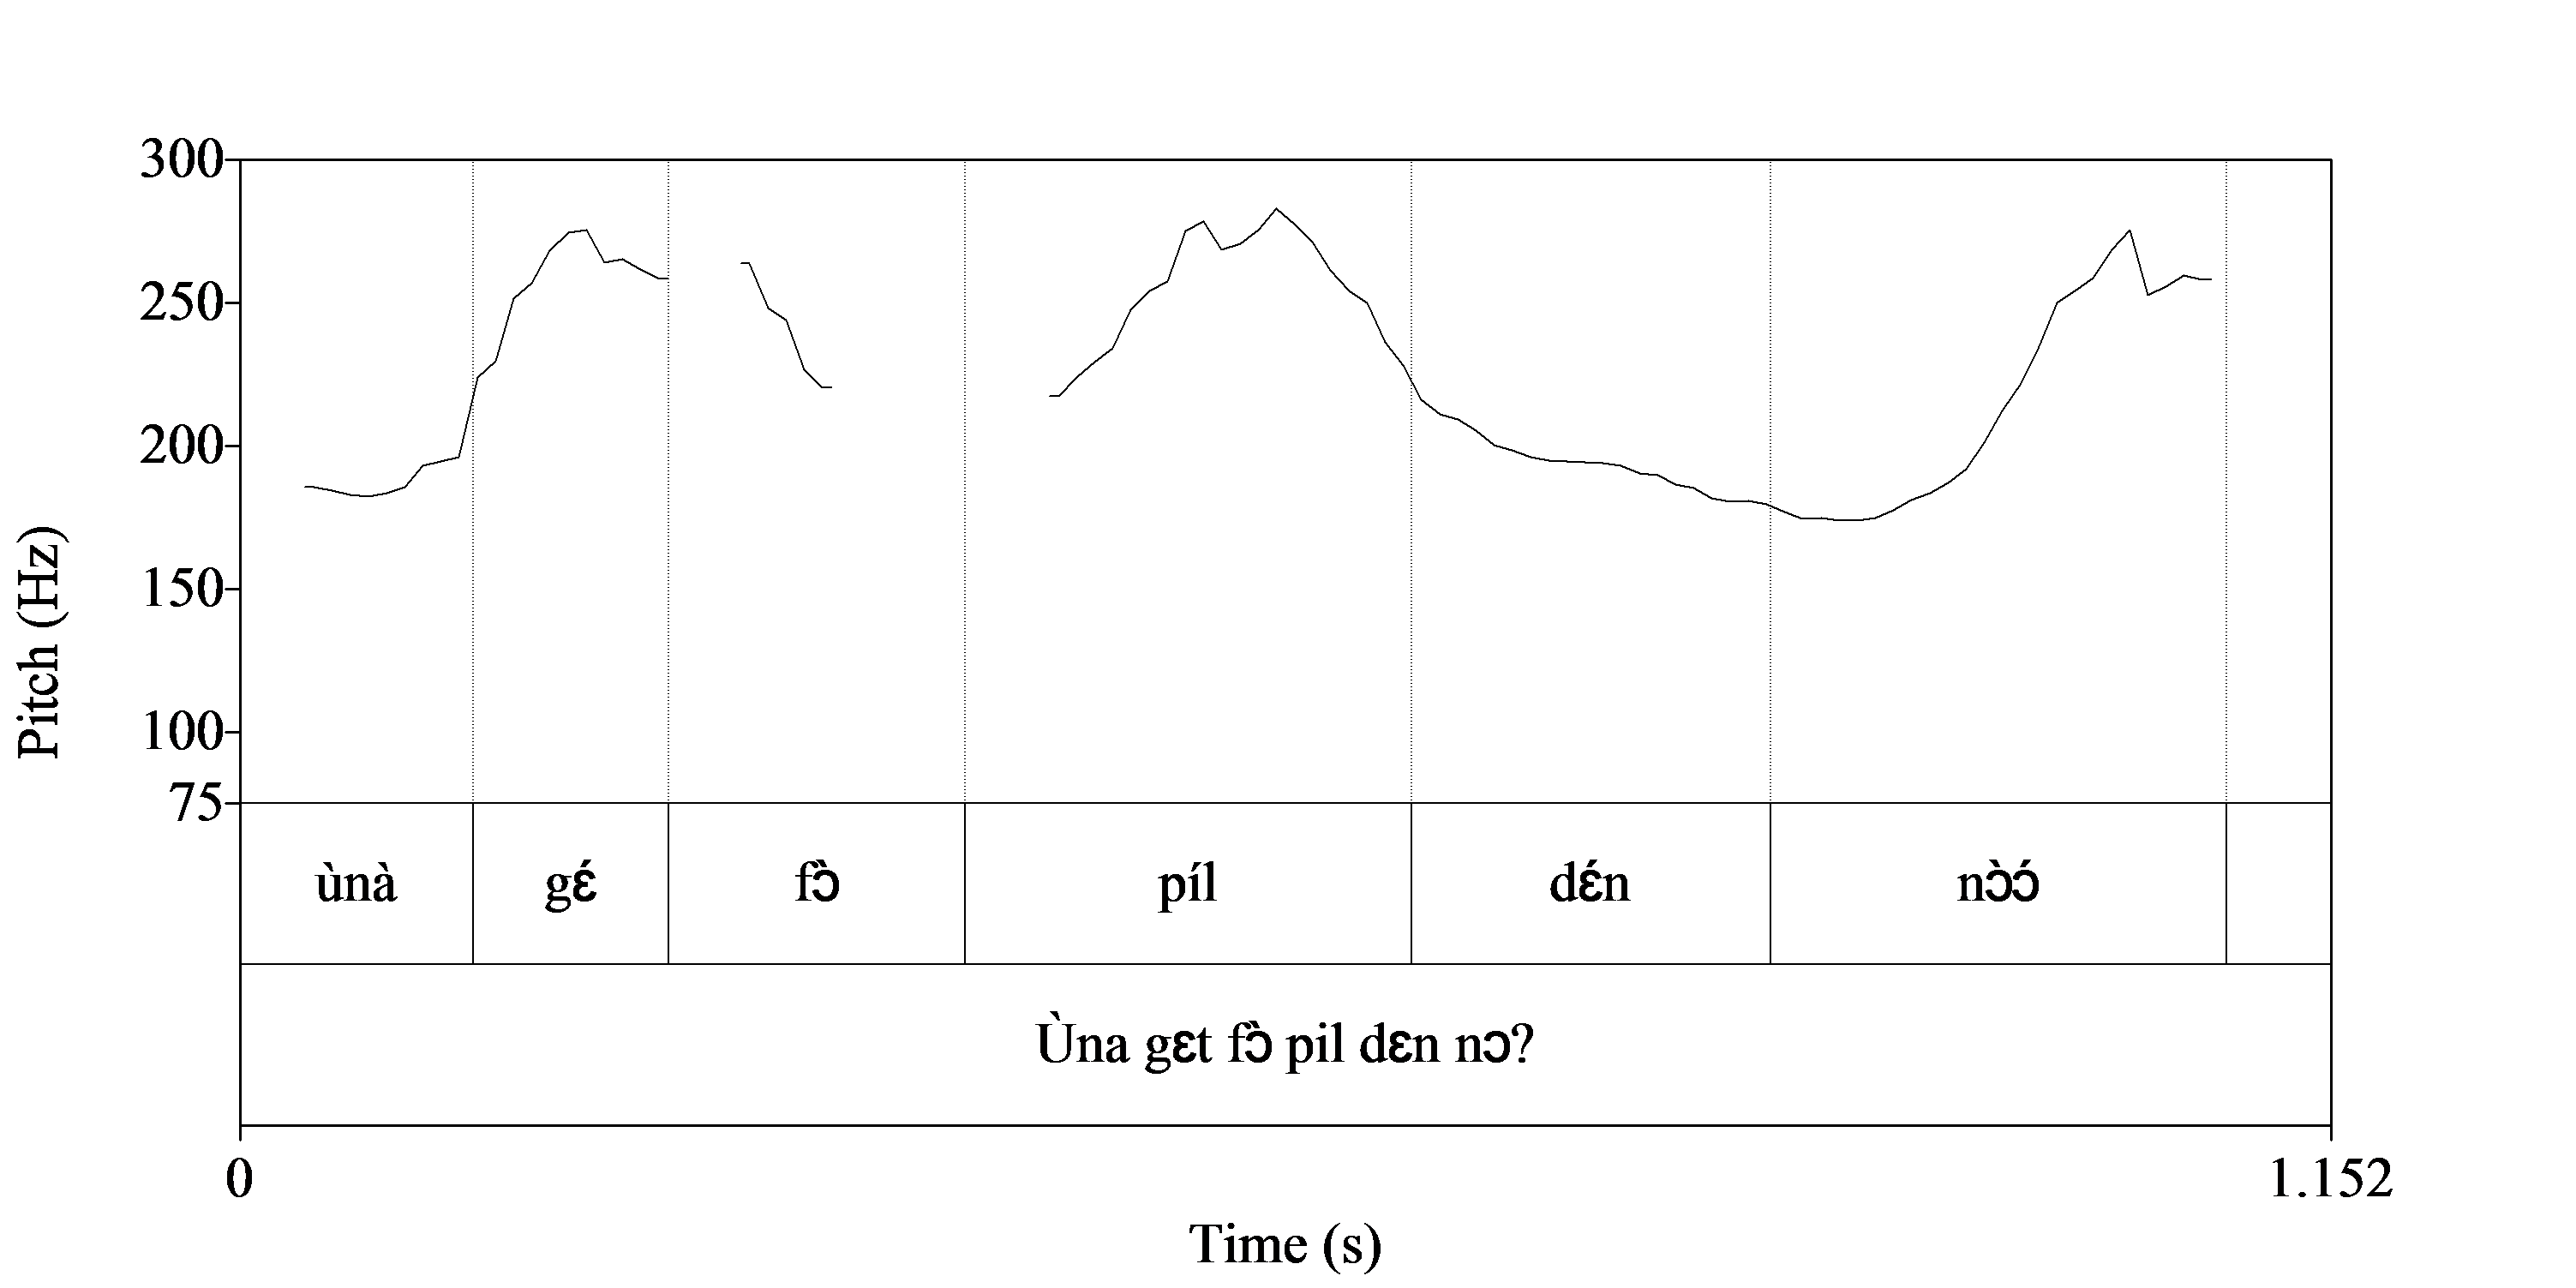 300
250
200
150
100
75
Pitch (Hz)
ùnà gɛ́ fɔ̀ píl dɛ́n nɔ̀ɔ́
Ùna gɛt fɔ̀ pil dɛn nɔ?
0 1.152
Time (s)